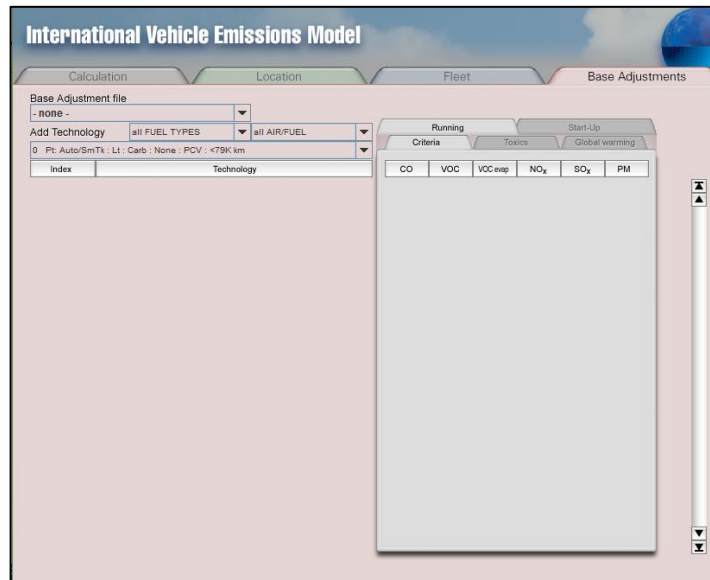 International Vehicle Emissions Model
Calculation Location Fleet Base Adjustments
Base Adjustment file
- none -
Add Technology all FUEL TYPES all AIR/FUEL
0 Pt: Auto/SmTk : Lt : Carb : None : PCV : <79K km
Index Technology
Running Start-Up
Criteria Toxics Global warming
CO VOC VOC evap NOx SOx PM